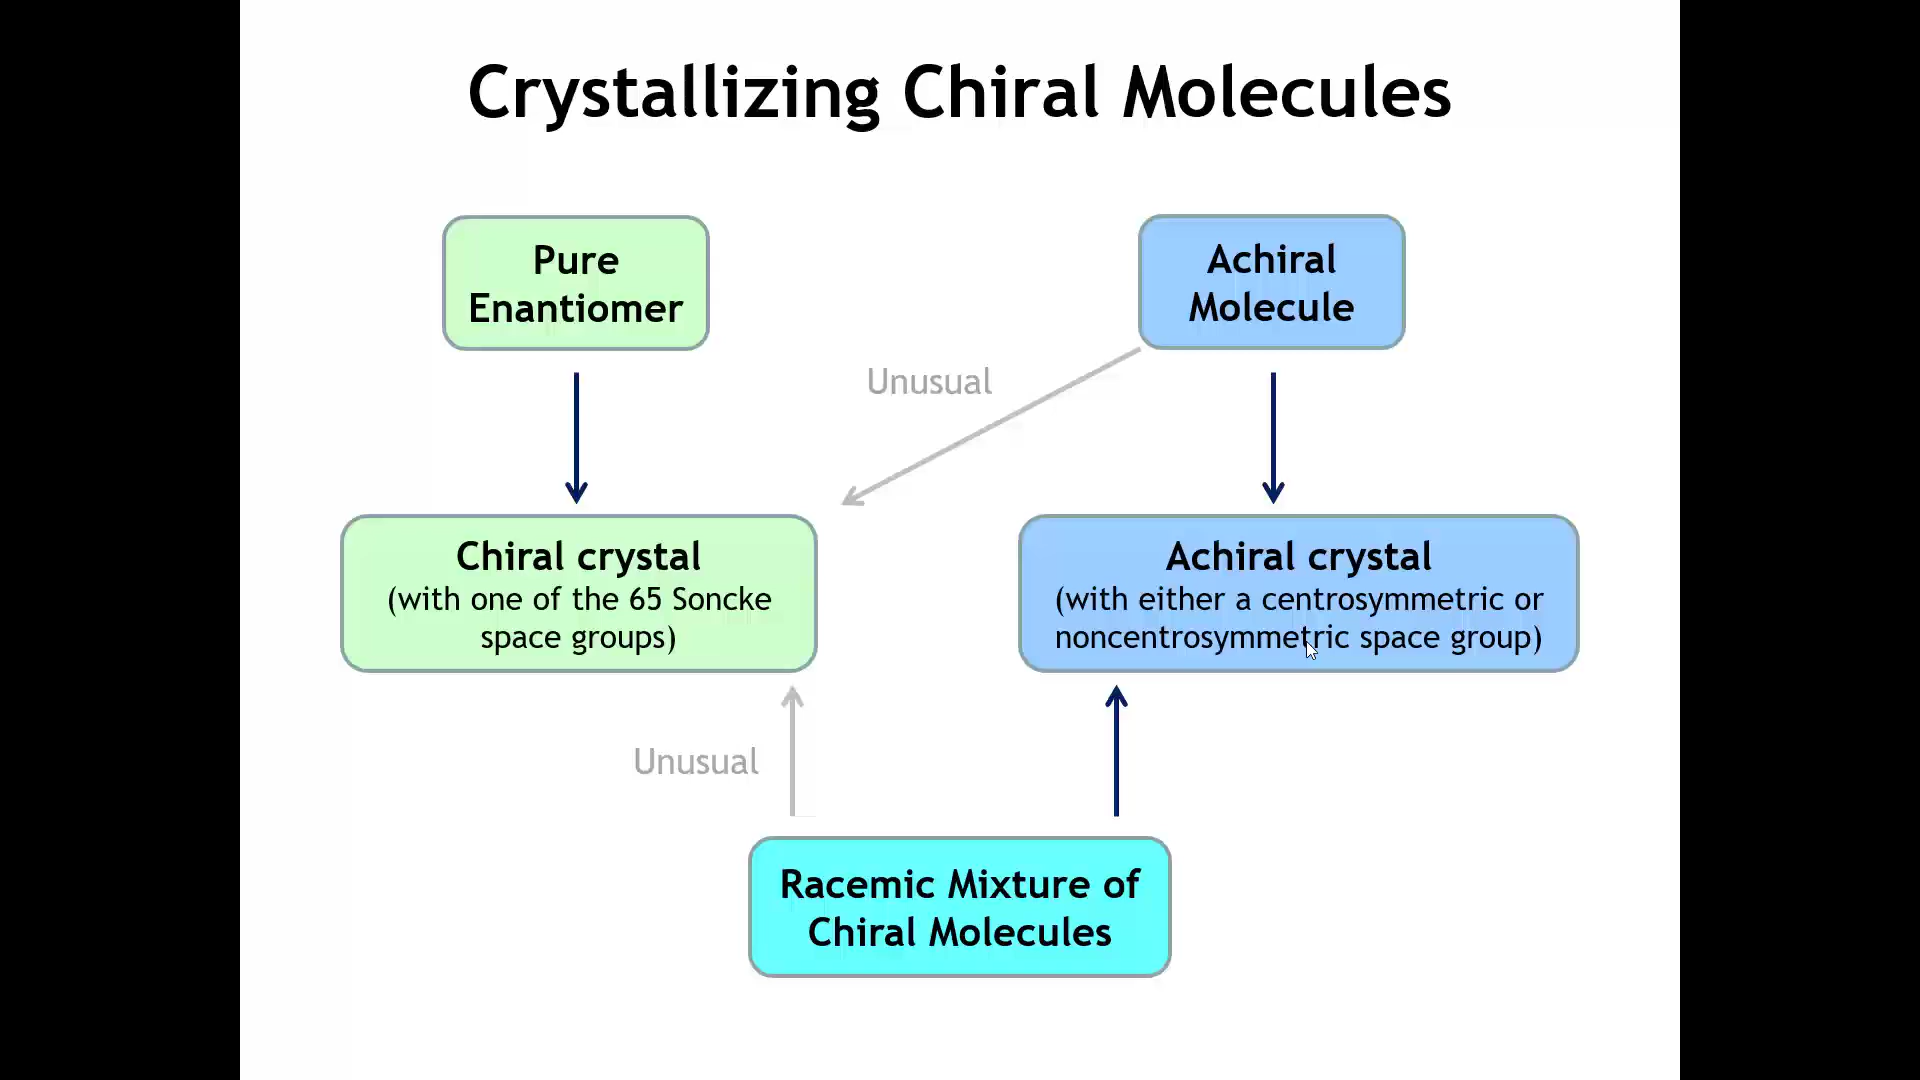 Crystallizing Chiral Molecules
Pure
Enantiomer
Achiral
Molecule
Unusual
Chiral crystal
(with one of the 65 Soncke
space groups)
Achiral crystal
(with either a centrosymmetric or
noncentrosymmetric space group)
Unusual
Racemic Mixture of
Chiral Molecules